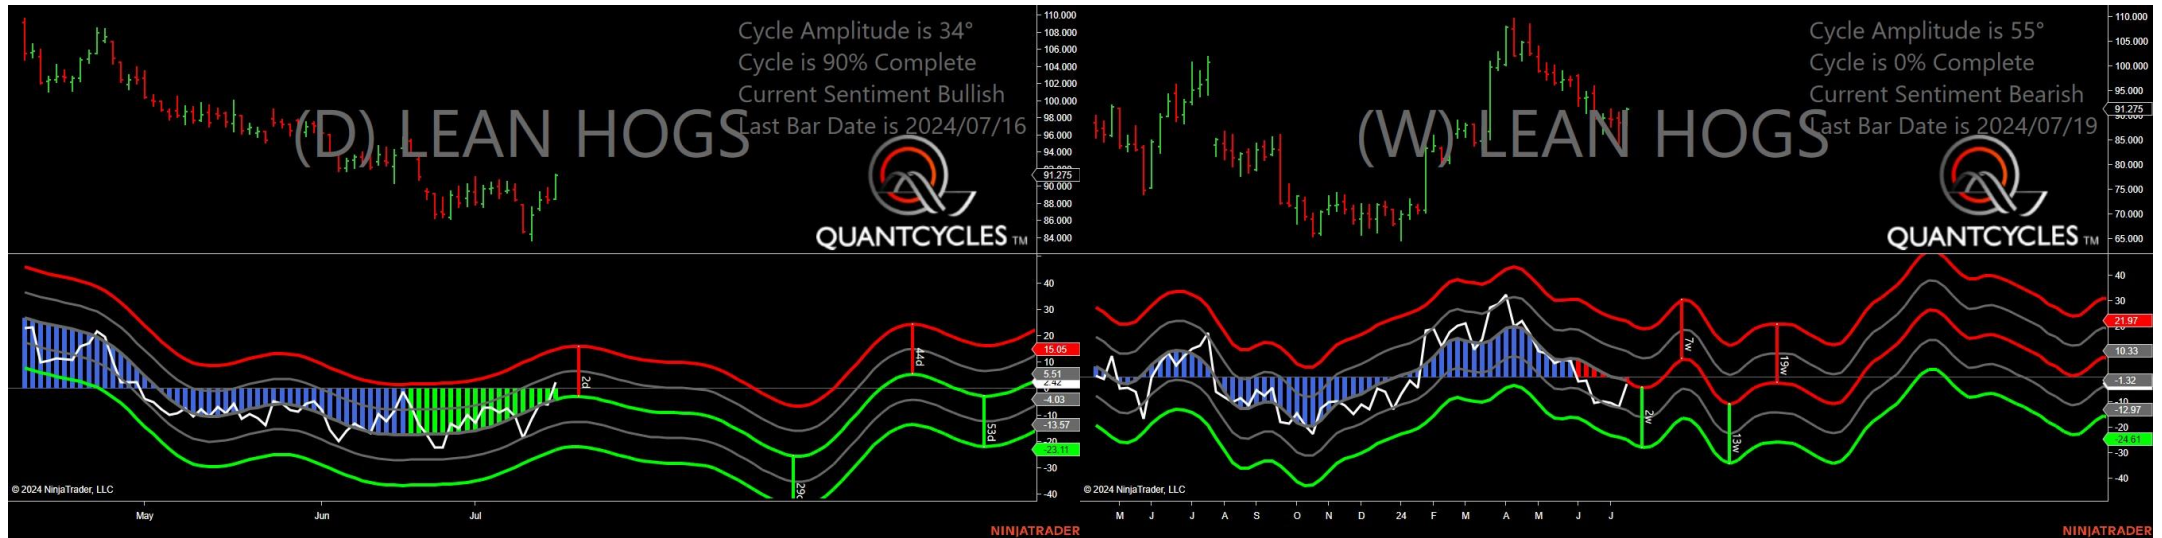 Cycle Amplitude is 34°
Cycle is 90% Complete
Current Sentiment Bullish
Last Bar Date is 2024/07/16
(D) LEAN HOGS
QUANTCYCLES TM
110.000
108.000
106.000
104.000
102.000
100.000
98.000
96.000
94.000
91.275
90.000
88.000
86.000
84.000
40
30
20
15.05
10
5.51
2.42
-4.03
-10
-13.57
-20
-23.11
-30
-40
44d
53d
© 2024 NinjaTrader, LLC
May Jun Jul
NINJATRADER
Cycle Amplitude is 55°
Cycle is 0% Complete
Current Sentiment Bearish
Last Bar Date is 2024/07/19
(W) LEAN HOGS
QUANTCYCLES TM
110.000
105.000
100.000
95.000
91.275
90.000
85.000
80.000
75.000
70.000
65.000
40
30
21.97
20
10.33
-1.32
-10
-12.97
-24.61
-30
-40
7w
19w
2w
13w
© 2024 NinjaTrader, LLC
M J J A S O N D 24 F M A M J J
NINJATRADER